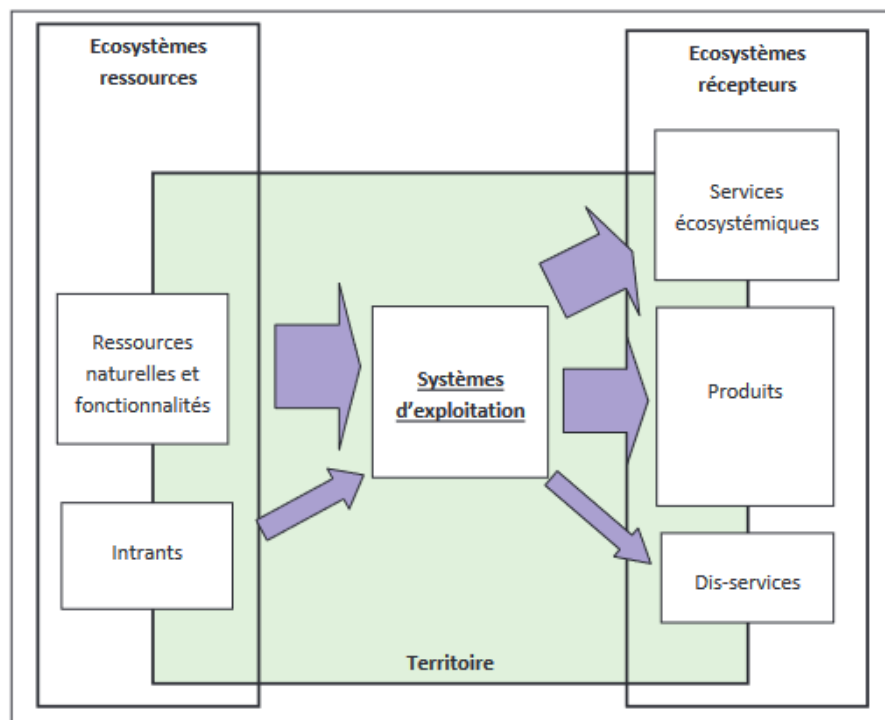 Ecosystèmes
ressources
Ecosystèmes
récepteurs
Services
écosystémiques
Ressources
naturelles et
fonctionnalités
Systèmes
d'exploitation
Produits
Intrants
Dis-services
Territoire